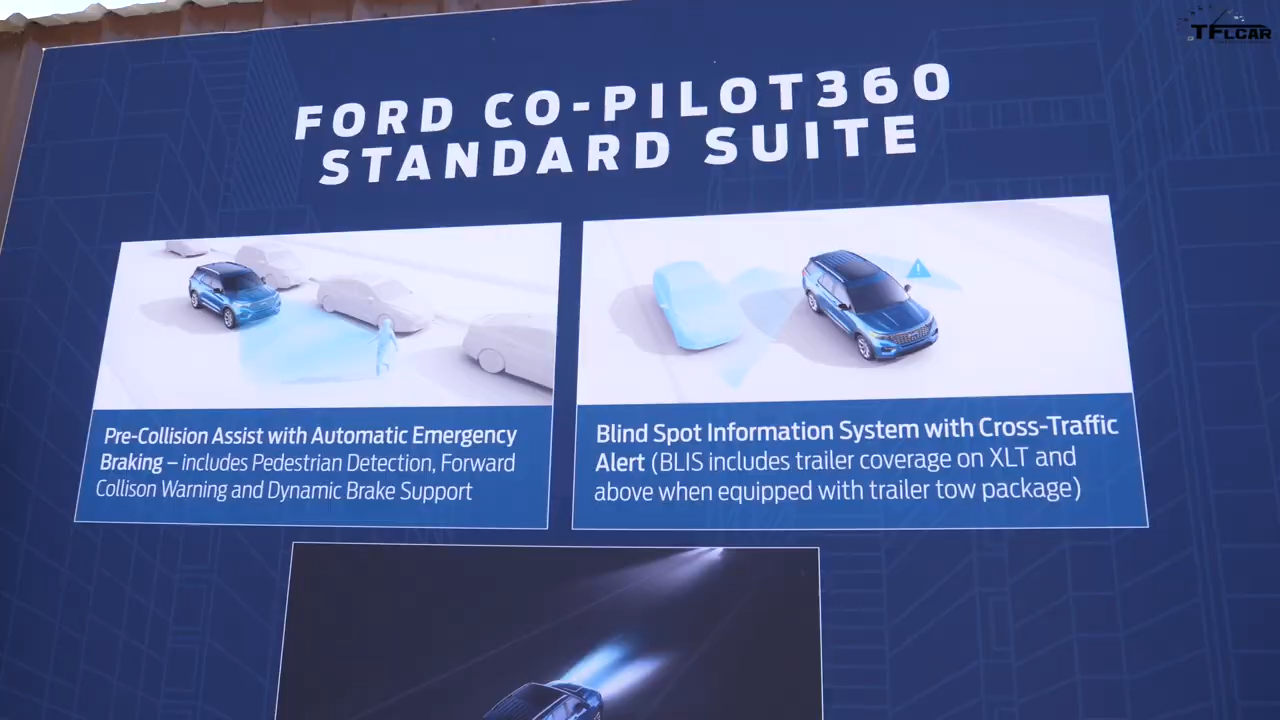 TFLCAR
FORD CO-PILOT360
STANDARD SUITE
Pre-Collision Assist with Automatic Emergency
Braking – includes Pedestrian Detection, Forward
Collison Warning and Dynamic Brake Support
Blind Spot Information System with Cross-Traffic
Alert (BLIS includes trailer coverage on XLT and
above when equipped with trailer tow package)